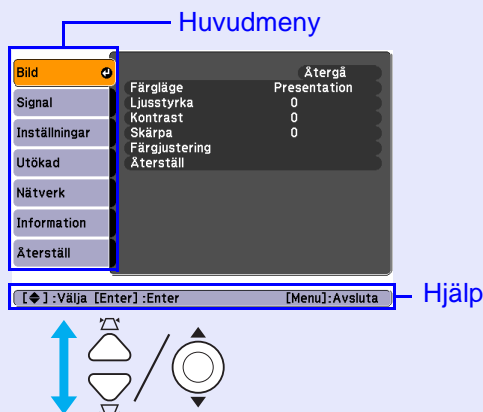 Huvudmeny
Bild
Signal
Inställningar
Utökad
Nätverk
Information
Återställ
Återgå
Färgläge Presentation
Ljusstyrka 0
Kontrast 0
Skärpa 0
Färgjustering
Återställ
[◆] :Välja [Enter] :Enter [Menu]:Avsluta
Hjälp